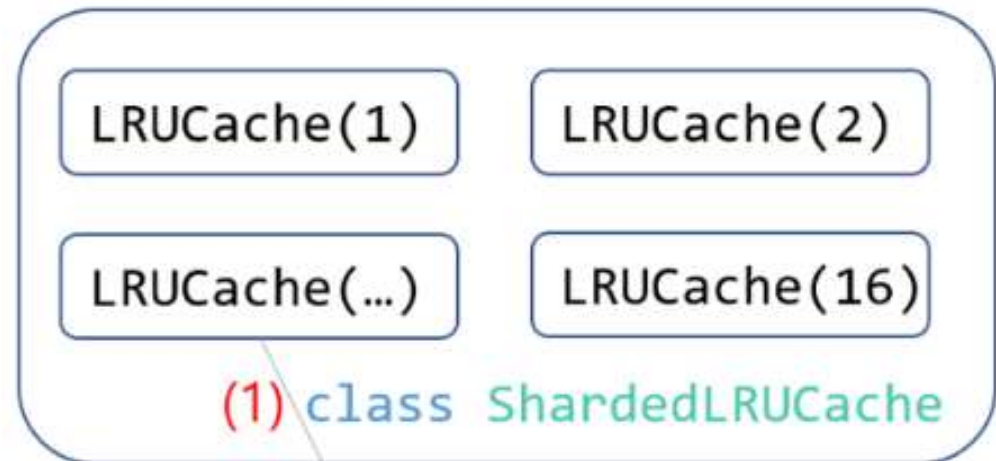 LRUCache(1) LRUCache(2)
LRUCache(…) LRUCache(16)
(1) class ShardedLRUCache